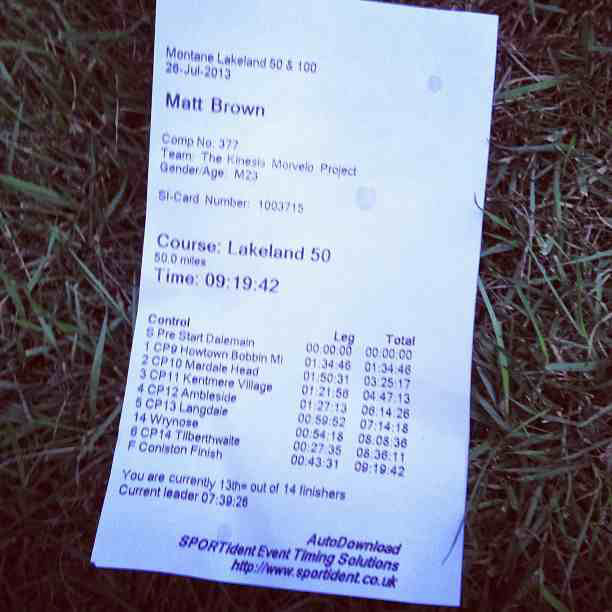 Montane Lakeland 50 & 100
26-Jul-2013
Matt Brown
Comp No: 377
Team: The Kinesis Morvelo Project
Gender/Age: M23
SI-Card Number: 1003715
Course: Lakeland 50
50.0 miles
Time: 09:19:42
Control Leg Total
S Pre Start Dalemain 00:00:00 00:00:00
1 CP9 Howtown Bobbin Mi 01:34:46 01:34:46
2 CP10 Mardale Head 01:50:31 03:25:17
3 CP11 Kentmere Village 01:21:56 04:47:13
4 CP12 Ambleside 01:27:13 06:14:26
5 CP13 Langdale 00:59:52 07:14:18
14 Wrynose 00:54:18 08:08:36
6 CP14 Tilberthwaite 00:27:35 08:36:11
F Coniston Finish 00:43:31 09:19:42
You are currently 13th= out of 14 finishers
Current leader 07:39:26
AutoDownload
SPORTident Event Timing Solutions
http://www.sportident.co.uk